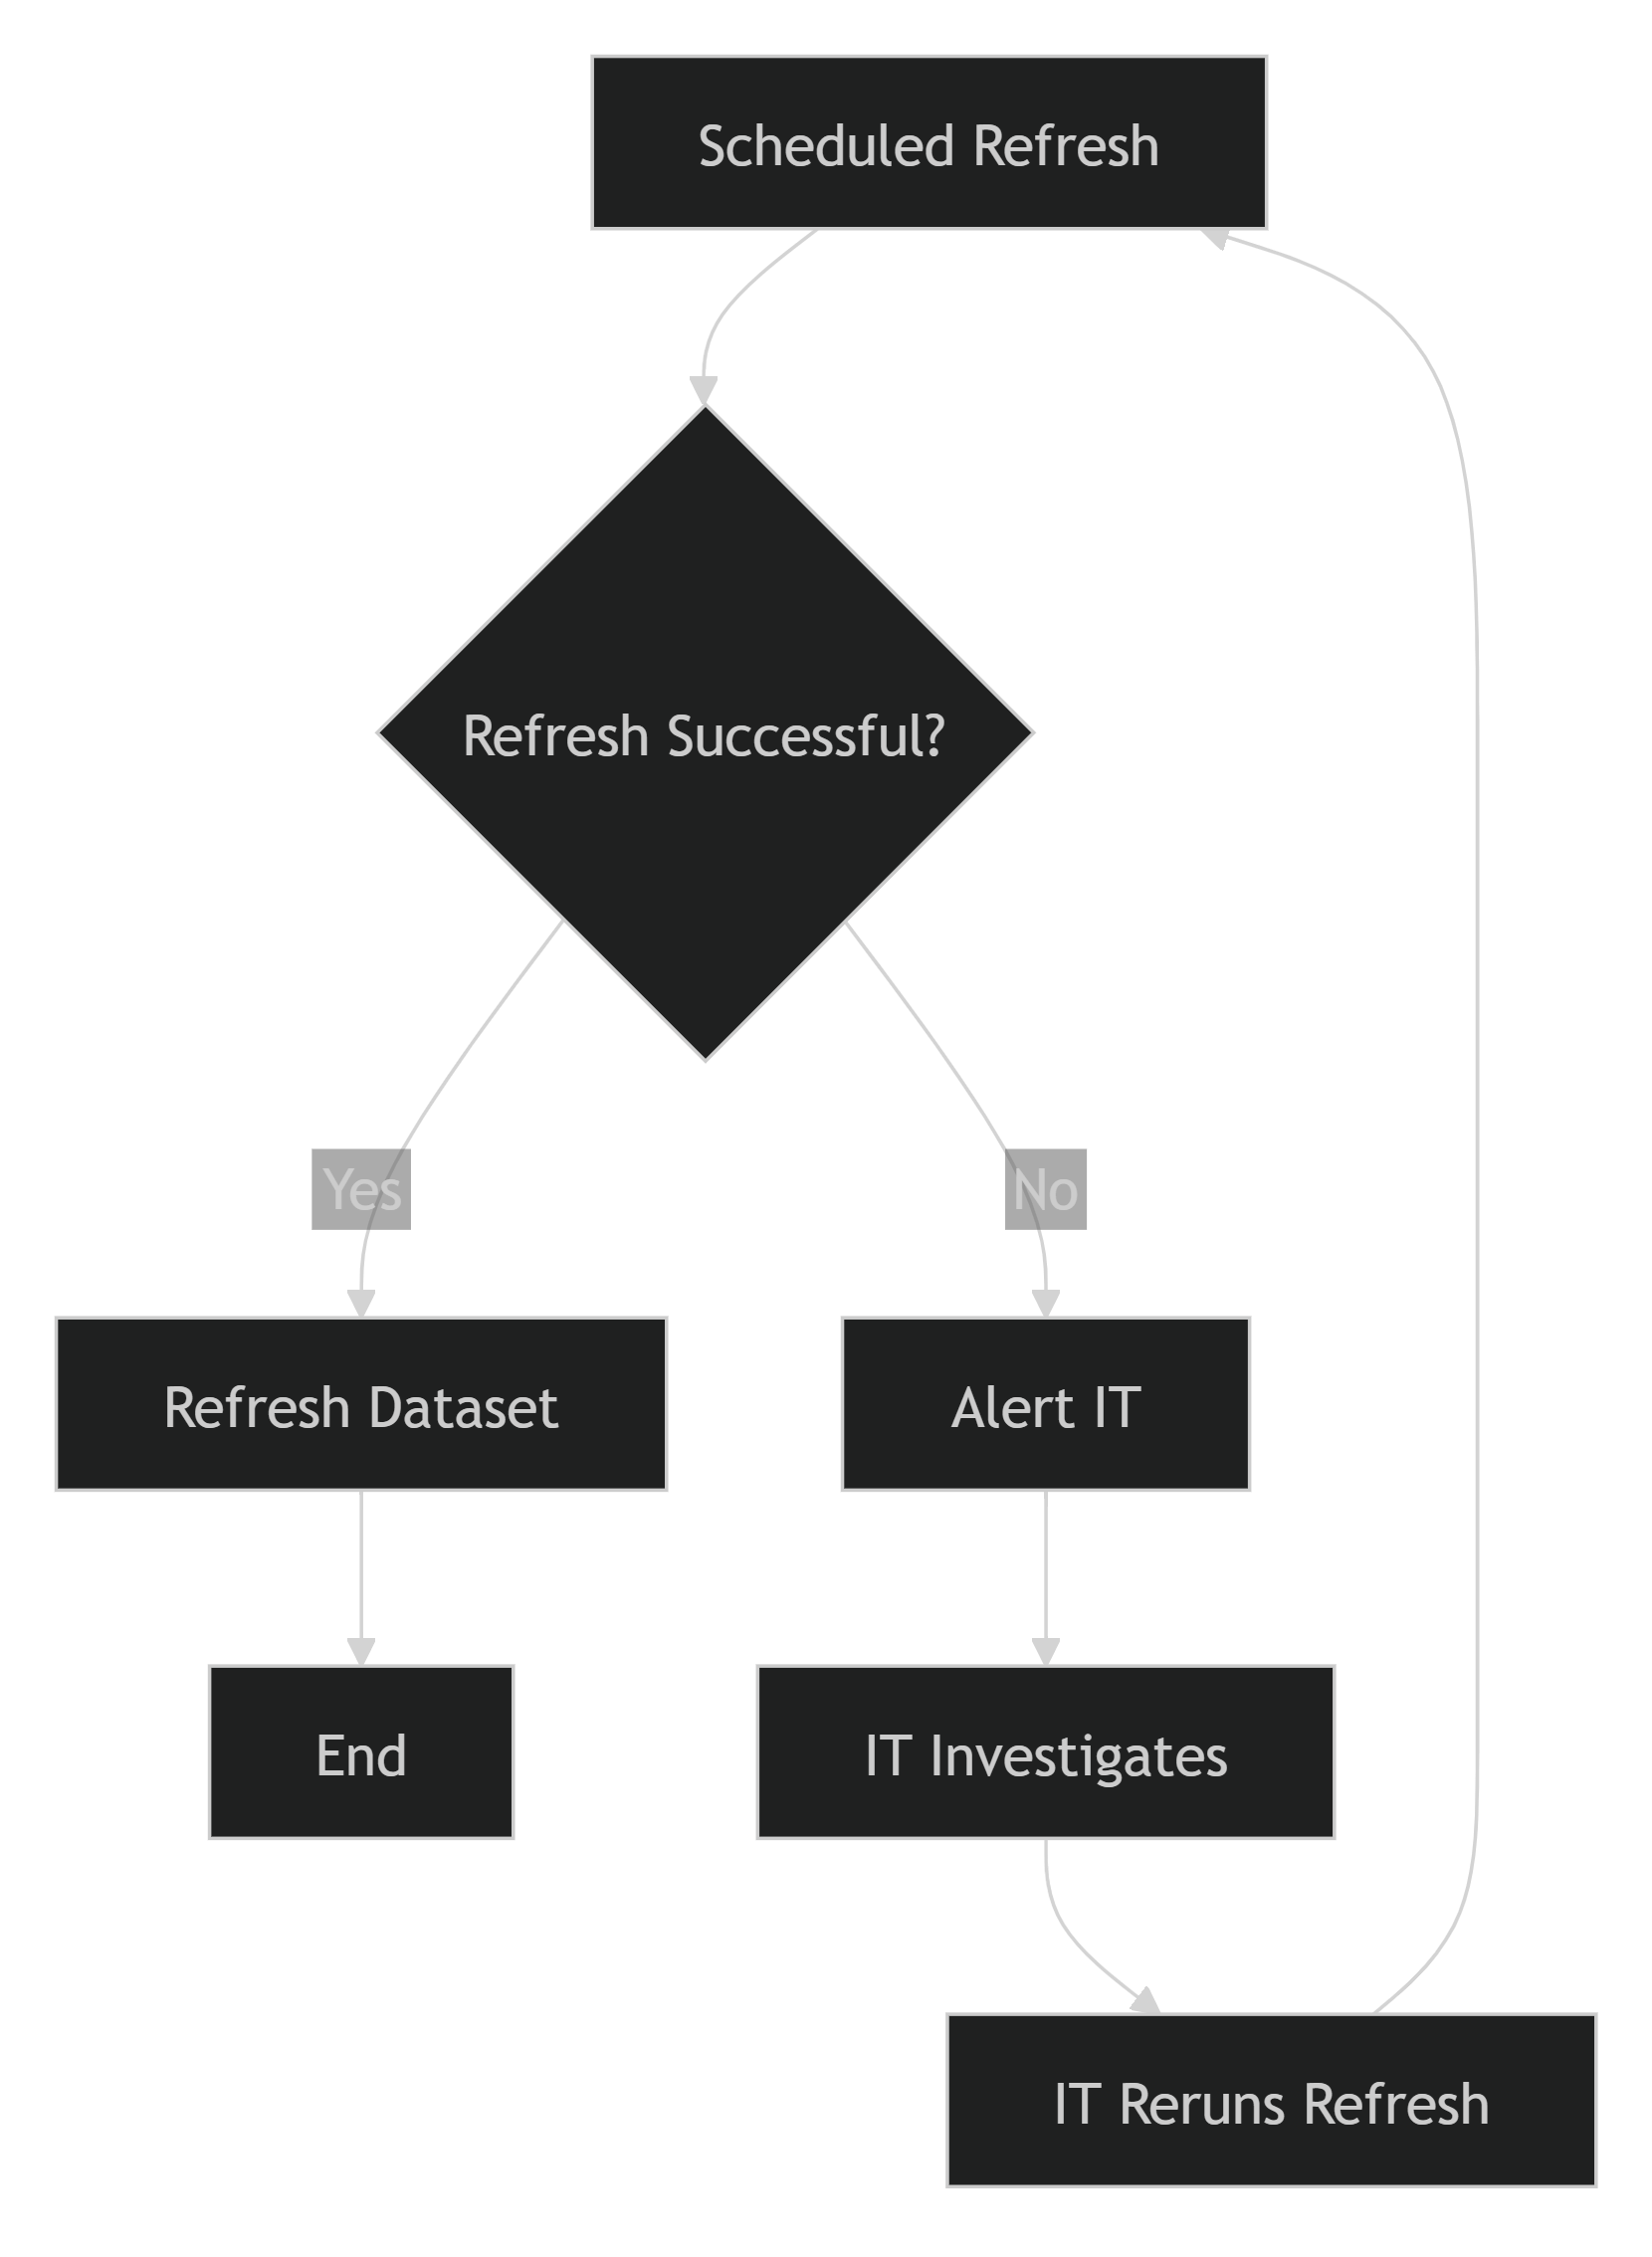 Scheduled Refresh
Refresh Successful?
Yes
No
Refresh Dataset
Alert IT
End
IT Investigates
IT Reruns Refresh